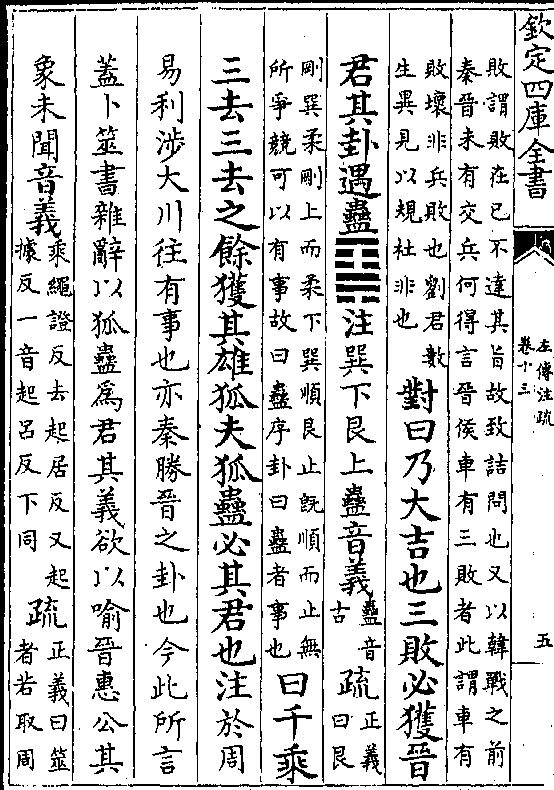 欽定四庫全書
左傳注疏
卷十三
五
敗謂敗在已不達其旨故致詰問也又以韓戰之前
秦晉未有交兵何得言晉侯車有三敗者此謂車有
敗壞非兵敗也劉君數
生異見以規杜非也
對曰乃大吉也三敗必獲晉
君其卦遇蠱䷑注巽下艮上蠱音義
蠱音
古
疏
正義
曰艮
剛巽柔剛上而柔下巽順艮止旣順而止無
所爭競可以有事故曰蠱序卦曰蠱者事也
曰千乘
三去三去之餘獲其雄狐夫狐蠱必其君也注於周
易利涉大川往有事也亦秦勝晉之卦也今此所言
蓋卜筮書雜辭以狐蠱爲君其義欲以喻晉惠公其
象未聞音義
乘繩證反去起居反又起
據反一音起呂反下同
疏
正義曰筮
者若取周